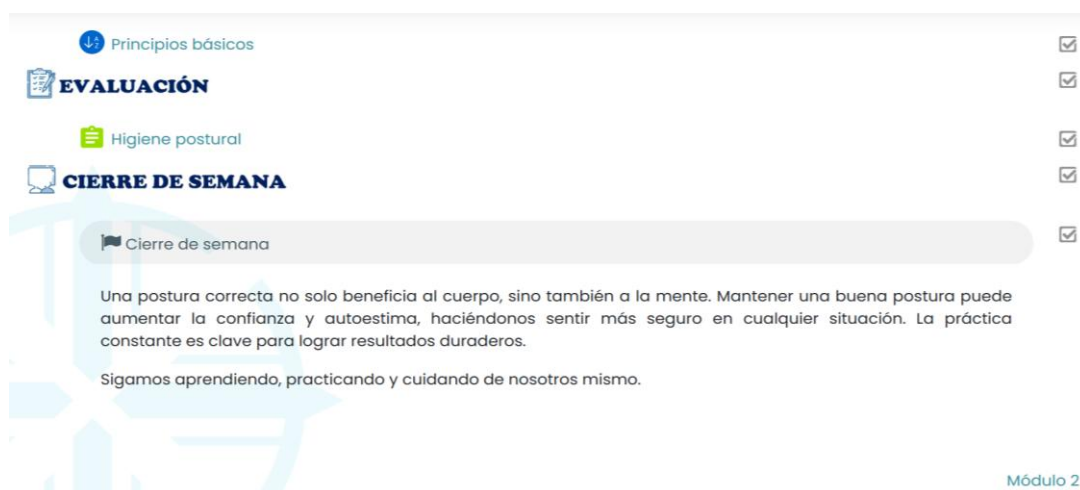 Principios básicos
EVALUACIÓN
Higiene postural
CIERRE DE SEMANA
Cierre de semana
Una postura correcta no solo beneficia al cuerpo, sino también a la mente. Mantener una buena postura puede
aumentar la confianza y autoestima, haciéndonos sentir más seguro en cualquier situación. La práctica
constante es clave para lograr resultados duraderos.
Sigamos aprendiendo, practicando y cuidando de nosotros mismo.
Módulo 2